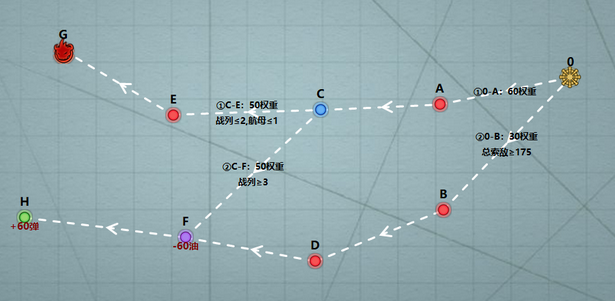 G
0
C
A
E
①0-A: 60权重
①C-E: 50权重
战列≤2,航母≤1
②0-B: 30权重
总索敌≥175
②C-F: 50权重
战列≥3
H
+60弹
F
-60油
B
D